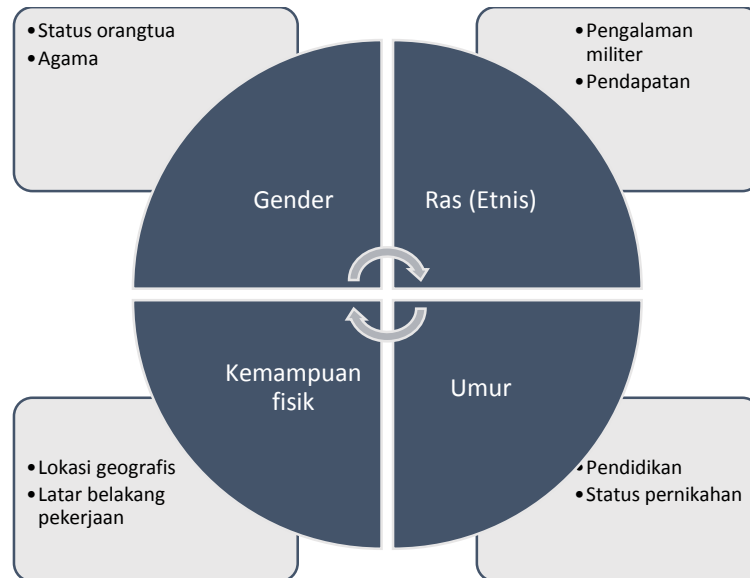 •Status orangtua
•Agama
•Pengalaman
militer
•Pendapatan
Gender
Ras (Etnis)
Kemampuan
fisik
Umur
•Lokasi geografis
•Latar belakang
pekerjaan
•Pendidikan
•Status pernikahan